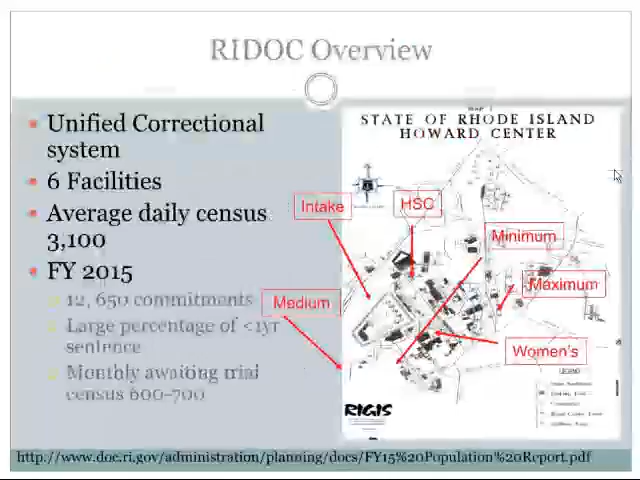 RIDOC Overview
Unified Correctional
system
6 Facilities
Average daily census
3,100
FY 2015
12, 650 commitments
Large percentage of <1yr
sentence
Monthly awaiting trial
census 600-700
STATE OF RHODE ISLAND
HOWARD CENTER
Intake
HSC
Minimum
Maximum
Medium
Women's
RIGIS
http://www.doc.ri.gov/administration/planning/docs/FY15%20Population%20Report.pdf